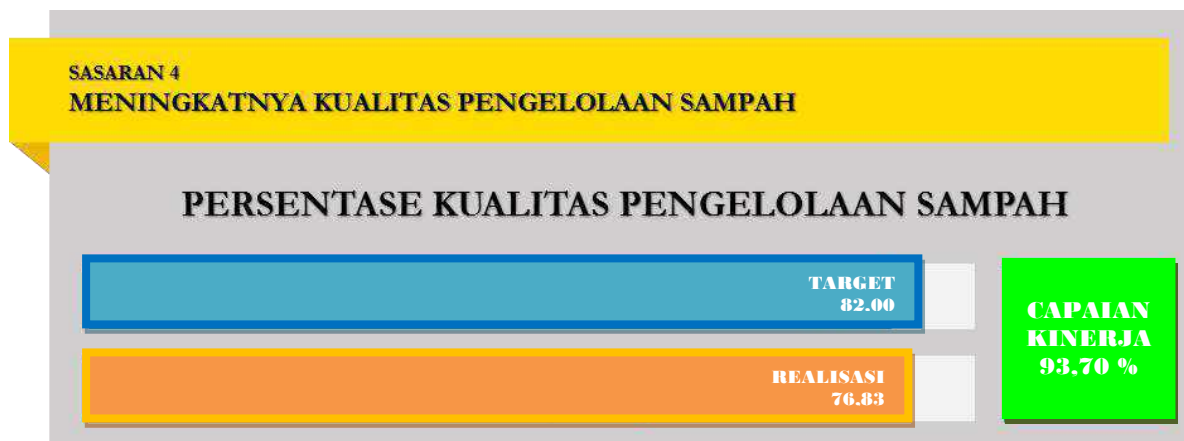 SASARAN 4
MENINGKATNYA KUALITAS PENGELOLAAN SAMPAH
PERSENTASE KUALITAS PENGELOLAAN SAMPAH
TARGET
82.00
CAPAIAN
KINERJA
93,70 %
REALISASI
76.83